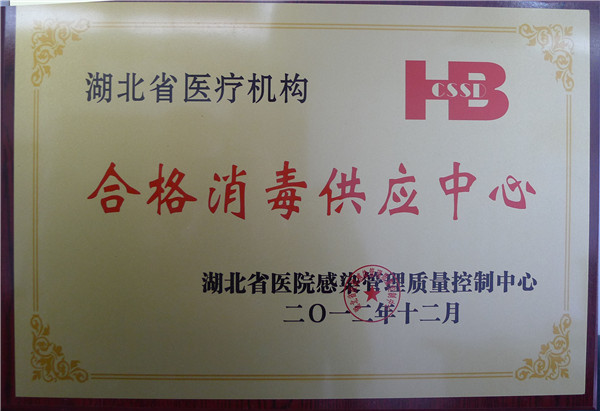 湖北省医疗机构
HB
CSSD
合格消毒供应中心
湖北省医院感染管理质量控制中心
二〇一二年十二月